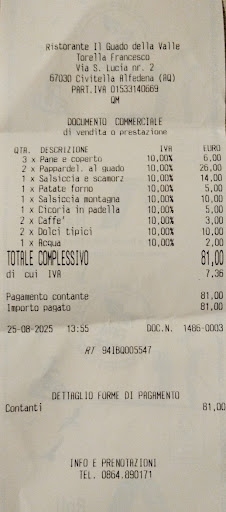 Ristorante Il Guado della Valle
Torella Francesco
Via S. Lucia nr. 2
67030 Civitella Alfedena (AQ)
PART.IVA 01533140669
QM
DOCUMENTO COMMERCIALE
di vendita o prestazione
QTA. DESCRIZIONE IVA EURO
3 x Pane e coperto 10,00% 6,00
2 x Pappardel. al guado 10,00% 26,00
1 x Salsiccia e scamorz 10,00% 14,00
1 x Patate forno 10,00% 5,00
1 x Salsiccia montagna 10,00% 10,00
1 x Cicoria in padella 10,00% 5,00
2 x Caffe' 10,00% 3,00
2 x Dolci tipici 10,00% 10,00
1 x Acqua 10,00% 2,00
TOTALE COMPLESSIVO 81,00
di cui IVA 7,36
Pagamento contante 81,00
Importo pagato 81,00
25-08-2025 13:55 DOC.N. 1466-0003
RT 94IBQ005547
DETTAGLIO FORME DI PAGAMENTO
Contanti 81,00
INFO E PRENOTAZIONI
TEL. 0864.890171